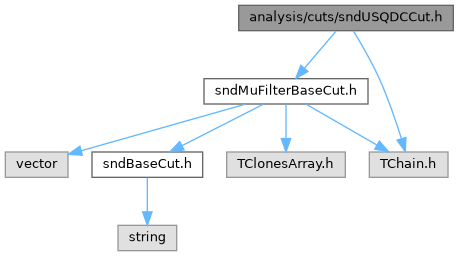 analysis/cuts/sndUSQDCCut.h
sndMuFilterBaseCut.h
vector
sndBaseCut.h
TClonesArray.h
TChain.h
string